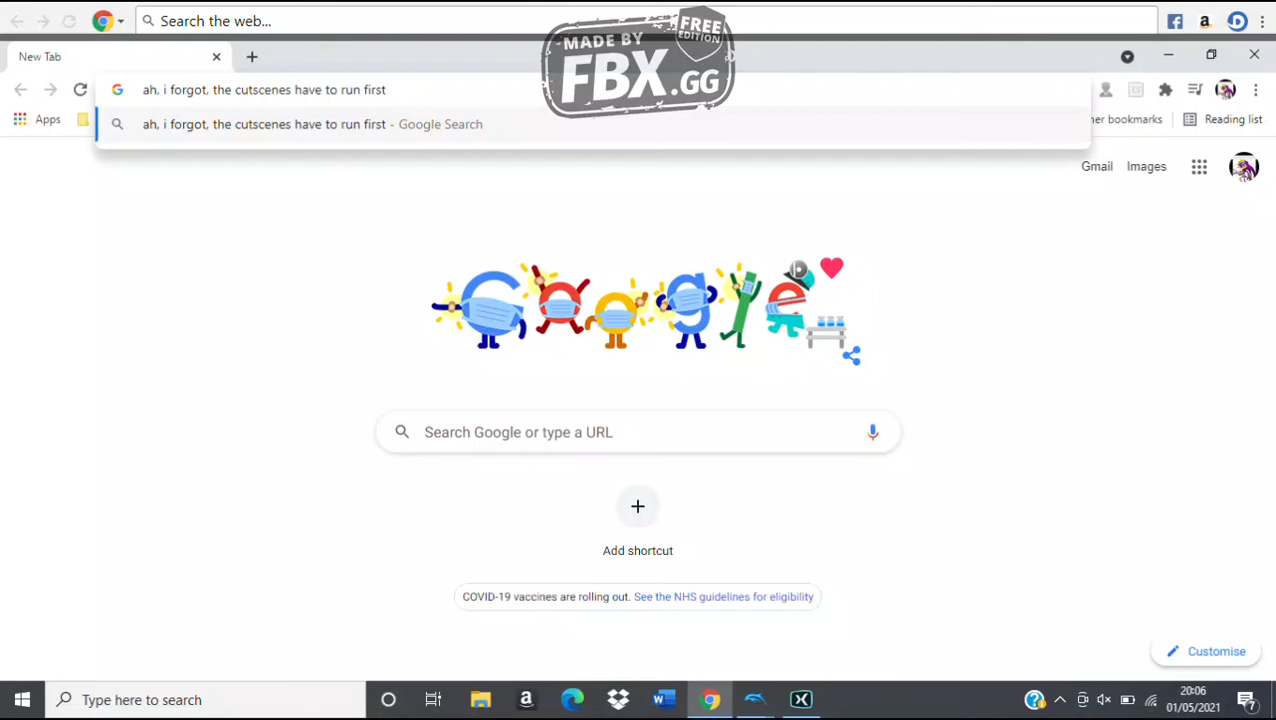 Search the web...
MADE BY
FREE
EDITION
FBX.GG
New Tab
ah, i forgot, the cutscenes have to run first
Apps
ah, i forgot, the cutscenes have to run first - Google Search
her bookmarks
Reading list
Gmail
Images
Google
Search Google or type a URL
Add shortcut
COVID-19 vaccines are rolling out. See the NHS guidelines for eligibility
Customise
Type here to search
20:06
01/05/2021
7